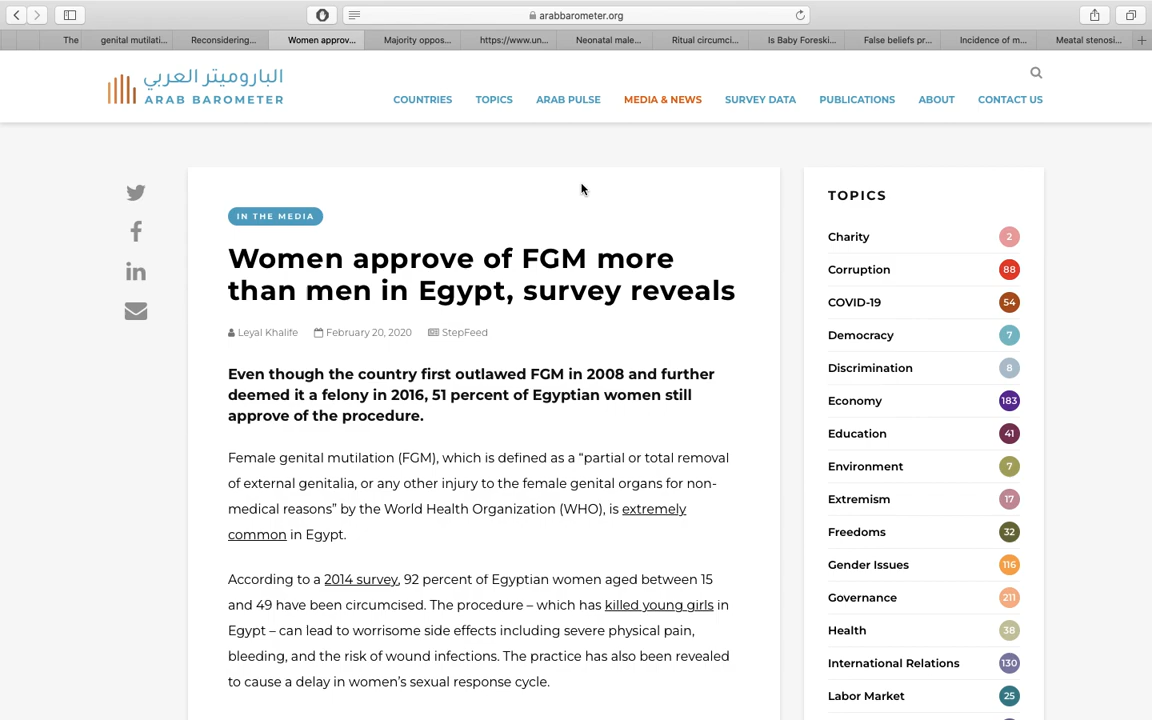 arabbarometer.org
The
genital mutilati...
Reconsidering...
Women approv...
Majority oppos...
https://www.un...
Neonatal male...
Ritual circumci...
Is Baby Foreski...
False beliefs pr...
Incidence of m...
Meatal stenosi...
الباروميتر العربي
ARAB BAROMETER
COUNTRIES
TOPICS
ARAB PULSE
MEDIA & NEWS
SURVEY DATA
PUBLICATIONS
ABOUT
CONTACT US
IN THE MEDIA
Women approve of FGM more
than men in Egypt, survey reveals
Leyal Khalife
February 20, 2020
StepFeed
Even though the country first outlawed FGM in 2008 and further
deemed it a felony in 2016, 51 percent of Egyptian women still
approve of the procedure.
Female genital mutilation (FGM), which is defined as a “partial or total removal
of external genitalia, or any other injury to the female genital organs for non-
medical reasons” by the World Health Organization (WHO), is extremely
common in Egypt.
According to a 2014 survey, 92 percent of Egyptian women aged between 15
and 49 have been circumcised. The procedure – which has killed young girls in
Egypt – can lead to worrisome side effects including severe physical pain,
bleeding, and the risk of wound infections. The practice has also been revealed
to cause a delay in women’s sexual response cycle.
TOPICS
Charity 2
Corruption 88
COVID-19 54
Democracy 7
Discrimination 8
Economy 183
Education 41
Environment 7
Extremism 17
Freedoms 32
Gender Issues 116
Governance 211
Health 38
International Relations 130
Labor Market 25